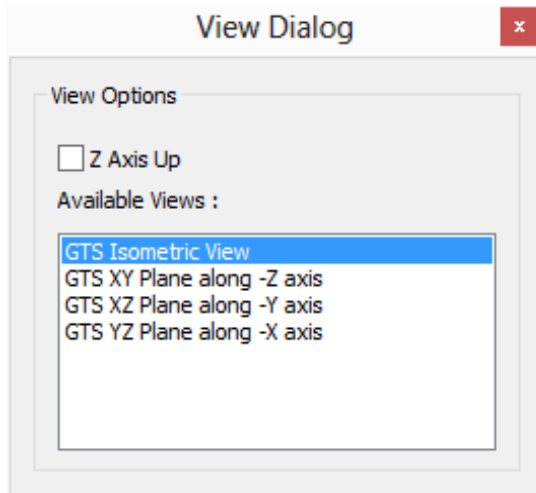 View Dialog
x
View Options
Z Axis Up
Available Views :
GTS Isometric View
GTS XY Plane along -Z axis
GTS XZ Plane along -Y axis
GTS YZ Plane along -X axis